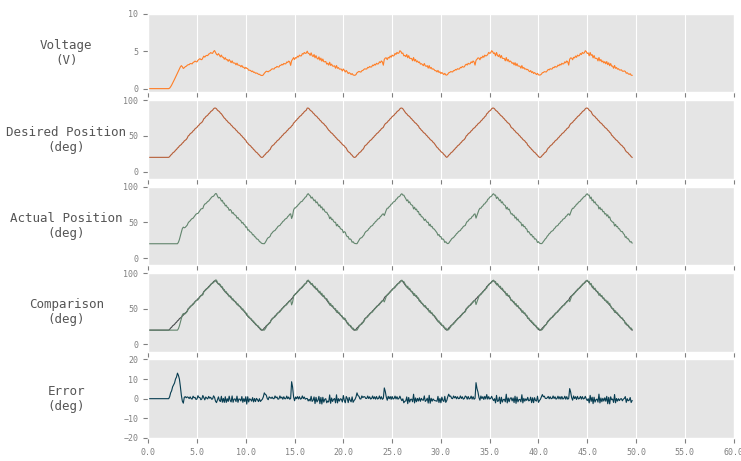 10
Voltage
(V)
5
0
100
Desired Position
(deg)
50
0
100
Actual Position
(deg)
50
0
100
Comparison
(deg)
50
0
20
10
Error
(deg)
0
−10
−20
0.0 5.0 10.0 15.0 20.0 25.0 30.0 35.0 40.0 45.0 50.0 55.0 60.0